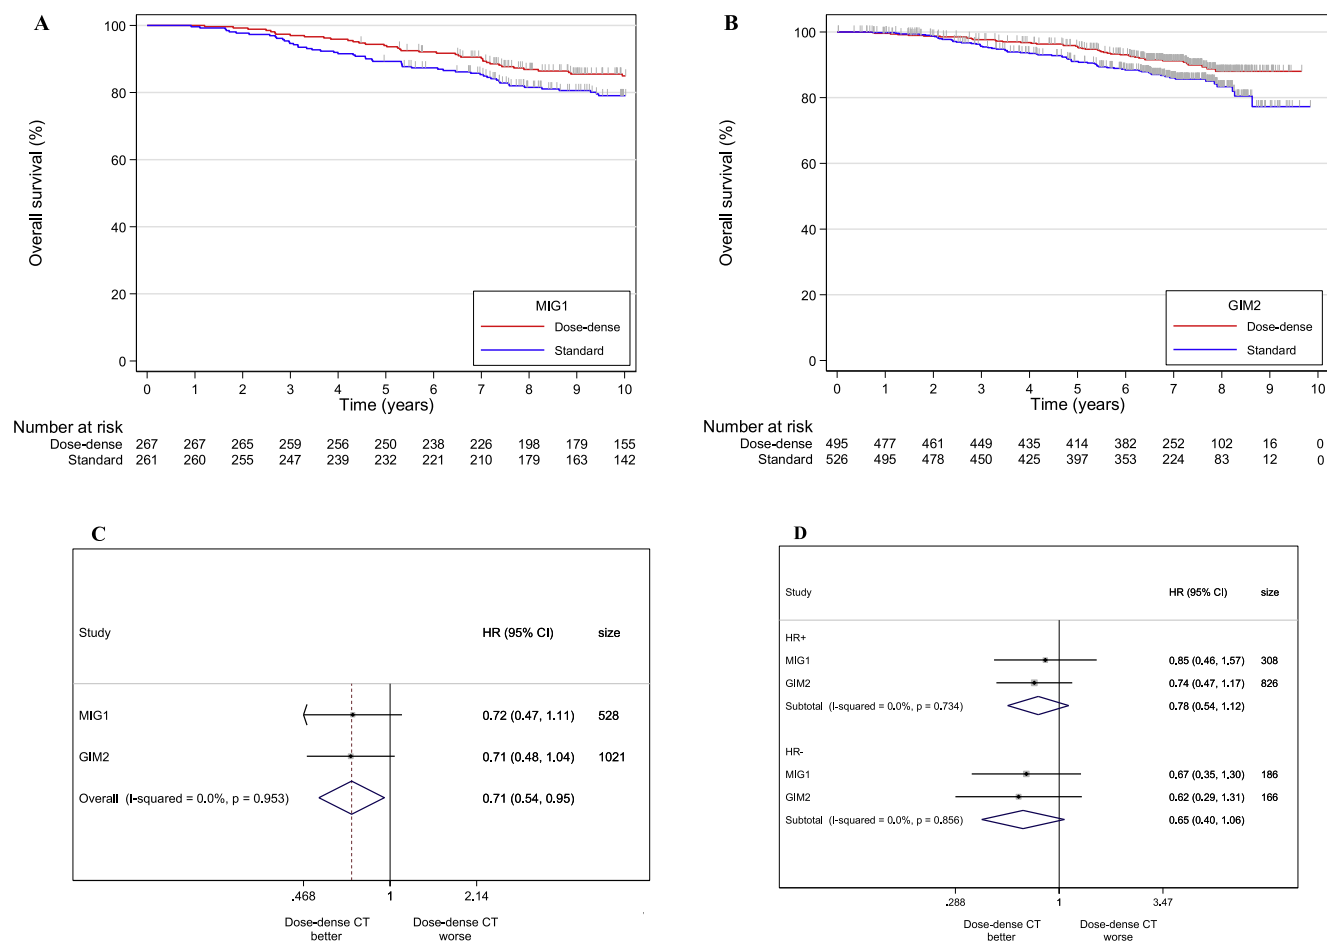 A
Overall survival (%)
100
80
60
40
20
0
MIG1
Dose-dense
Standard
0 1 2 3 4 5 6 7 8 9 10
Time (years)
Number at risk
Dose-dense 267 267 265 259 256 250 238 226 198 179 155
Standard 261 260 255 247 239 232 221 210 179 163 142
B
Overall survival (%)
100
80
60
40
20
0
GIM2
Dose-dense
Standard
0 1 2 3 4 5 6 7 8 9 10
Time (years)
Number at risk
Dose-dense 495 477 461 449 435 414 382 252 102 16 0
Standard 526 495 478 450 425 397 353 224 83 12 0
C
Study HR (95% CI) size
MIG1 0.72 (0.47, 1.11) 528
GIM2 0.71 (0.48, 1.04) 1021
Overall (I-squared = 0.0%, p = 0.953) 0.71 (0.54, 0.95)
.468 1 2.14
Dose-dense CT Dose-dense CT
better worse
D
Study HR (95% CI) size
HR+
MIG1 0.85 (0.46, 1.57) 308
GIM2 0.74 (0.47, 1.17) 826
Subtotal (I-squared = 0.0%, p = 0.734) 0.78 (0.54, 1.12)
HR-
MIG1 0.67 (0.35, 1.30) 186
GIM2 0.62 (0.29, 1.31) 166
Subtotal (I-squared = 0.0%, p = 0.856) 0.65 (0.40, 1.06)
.288 1 3.47
Dose-dense CT Dose-dense CT
better worse